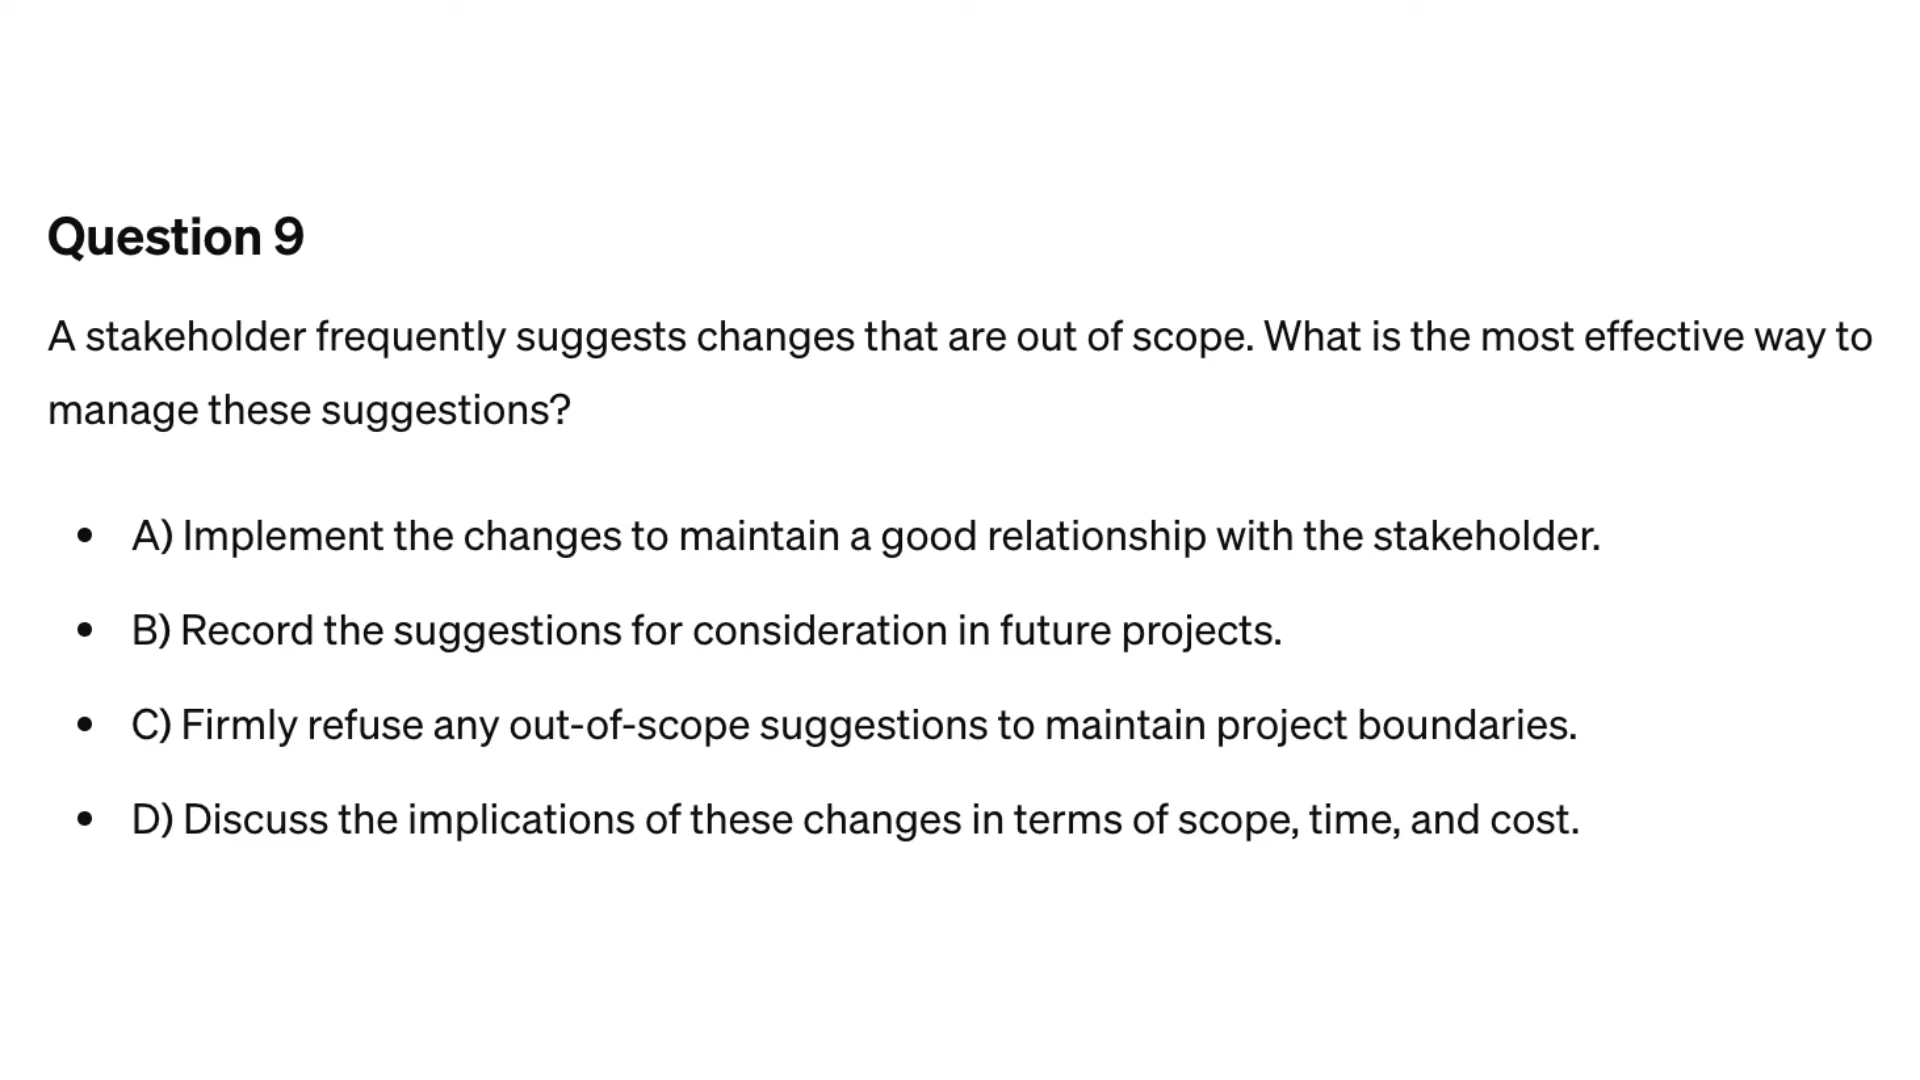 Question 9
A stakeholder frequently suggests changes that are out of scope. What is the most effective way to
manage these suggestions?
• A) Implement the changes to maintain a good relationship with the stakeholder.
• B) Record the suggestions for consideration in future projects.
• C) Firmly refuse any out-of-scope suggestions to maintain project boundaries.
• D) Discuss the implications of these changes in terms of scope, time, and cost.